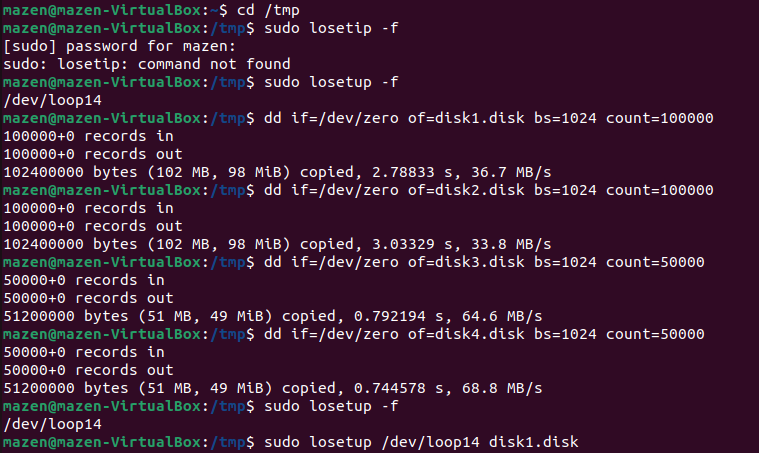 mazen@mazen-VirtualBox:~$ cd /tmp
mazen@mazen-VirtualBox:/tmp$ sudo losetip -f
[sudo] password for mazen:
sudo: losetip: command not found
mazen@mazen-VirtualBox:/tmp$ sudo losetup -f
/dev/loop14
mazen@mazen-VirtualBox:/tmp$ dd if=/dev/zero of=disk1.disk bs=1024 count=100000
100000+0 records in
100000+0 records out
102400000 bytes (102 MB, 98 MiB) copied, 2.78833 s, 36.7 MB/s
mazen@mazen-VirtualBox:/tmp$ dd if=/dev/zero of=disk2.disk bs=1024 count=100000
100000+0 records in
100000+0 records out
102400000 bytes (102 MB, 98 MiB) copied, 3.03329 s, 33.8 MB/s
mazen@mazen-VirtualBox:/tmp$ dd if=/dev/zero of=disk3.disk bs=1024 count=50000
50000+0 records in
50000+0 records out
51200000 bytes (51 MB, 49 MiB) copied, 0.792194 s, 64.6 MB/s
mazen@mazen-VirtualBox:/tmp$ dd if=/dev/zero of=disk4.disk bs=1024 count=50000
50000+0 records in
50000+0 records out
51200000 bytes (51 MB, 49 MiB) copied, 0.744578 s, 68.8 MB/s
mazen@mazen-VirtualBox:/tmp$ sudo losetup -f
/dev/loop14
mazen@mazen-VirtualBox:/tmp$ sudo losetup /dev/loop14 disk1.disk